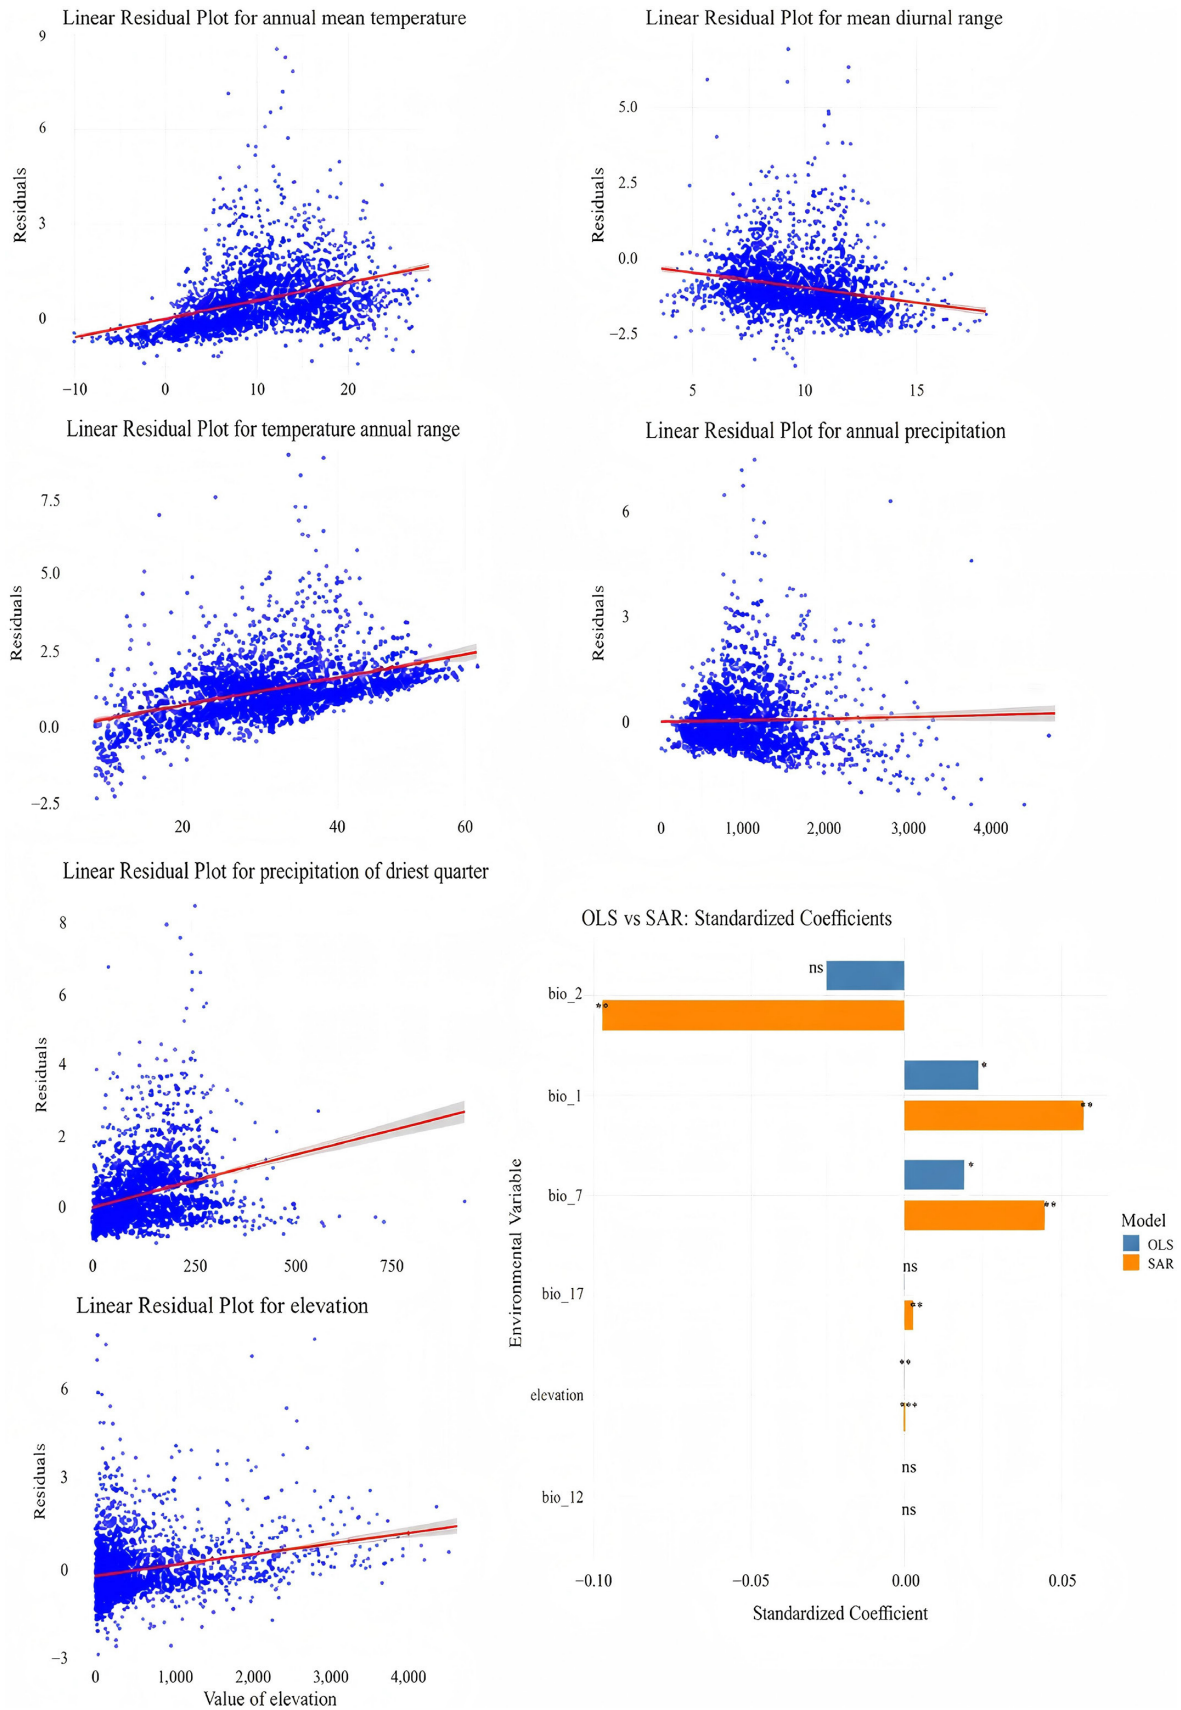 Linear Residual Plot for annual mean temperature
9
6
3
0
Residuals
−10 0 10 20
Linear Residual Plot for mean diurnal range
5.0
2.5
0.0
−2.5
Residuals
5 10 15
Linear Residual Plot for temperature annual range
7.5
5.0
2.5
0.0
−2.5
Residuals
20 40 60
Linear Residual Plot for annual precipitation
6
3
0
Residuals
0 1,000 2,000 3,000 4,000
Linear Residual Plot for precipitation of driest quarter
8
6
4
2
0
Residuals
0 250 500 750
OLS vs SAR: Standardized Coefficients
ns
bio_2
**
*
bio_1
**
*
bio_7
**
ns
bio_17
**
**
elevation
***
ns
bio_12
ns
Environmental Variable
−0.10 −0.05 0.00 0.05
Standardized Coefficient
Model
OLS
SAR
Linear Residual Plot for elevation
6
3
0
−3
Residuals
0 1,000 2,000 3,000 4,000
Value of elevation